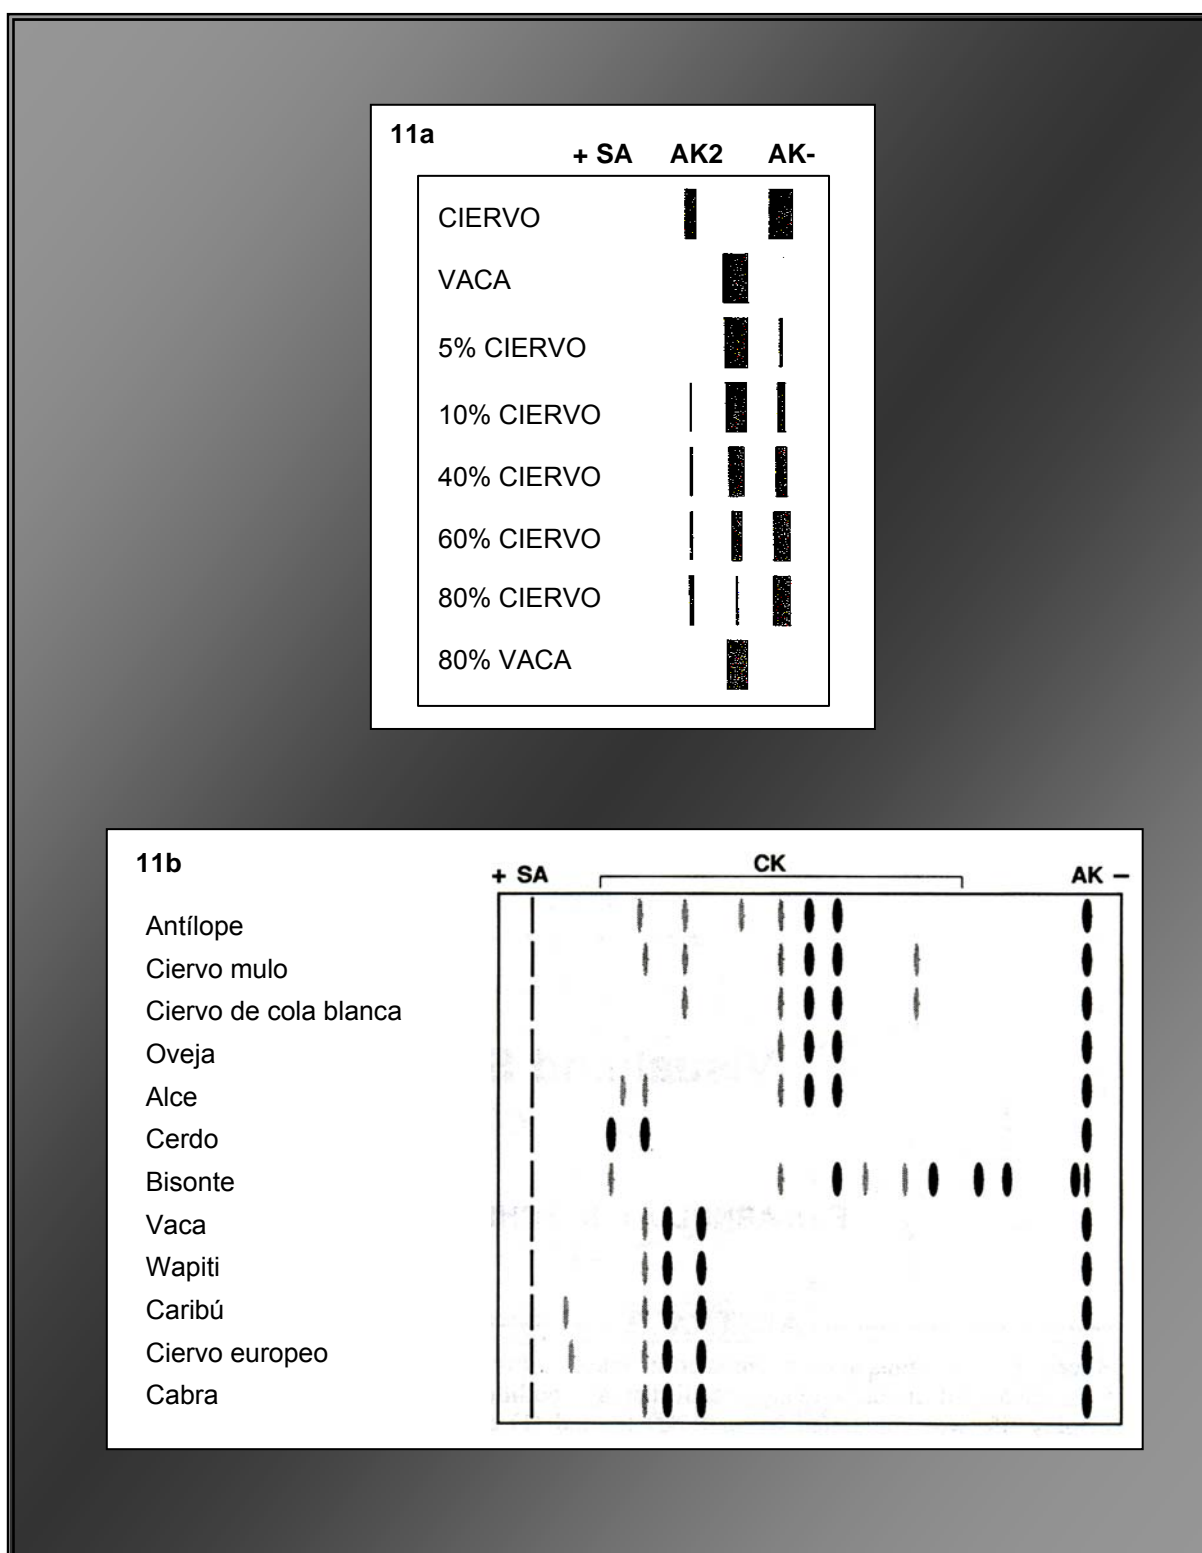 11a
+ SA AK2 AK-
CIERVO
VACA
5% CIERVO
10% CIERVO
40% CIERVO
60% CIERVO
80% CIERVO
80% VACA
11b
+ SA CK AK −
Antílope
Ciervo mulo
Ciervo de cola blanca
Oveja
Alce
Cerdo
Bisonte
Vaca
Wapiti
Caribú
Ciervo europeo
Cabra